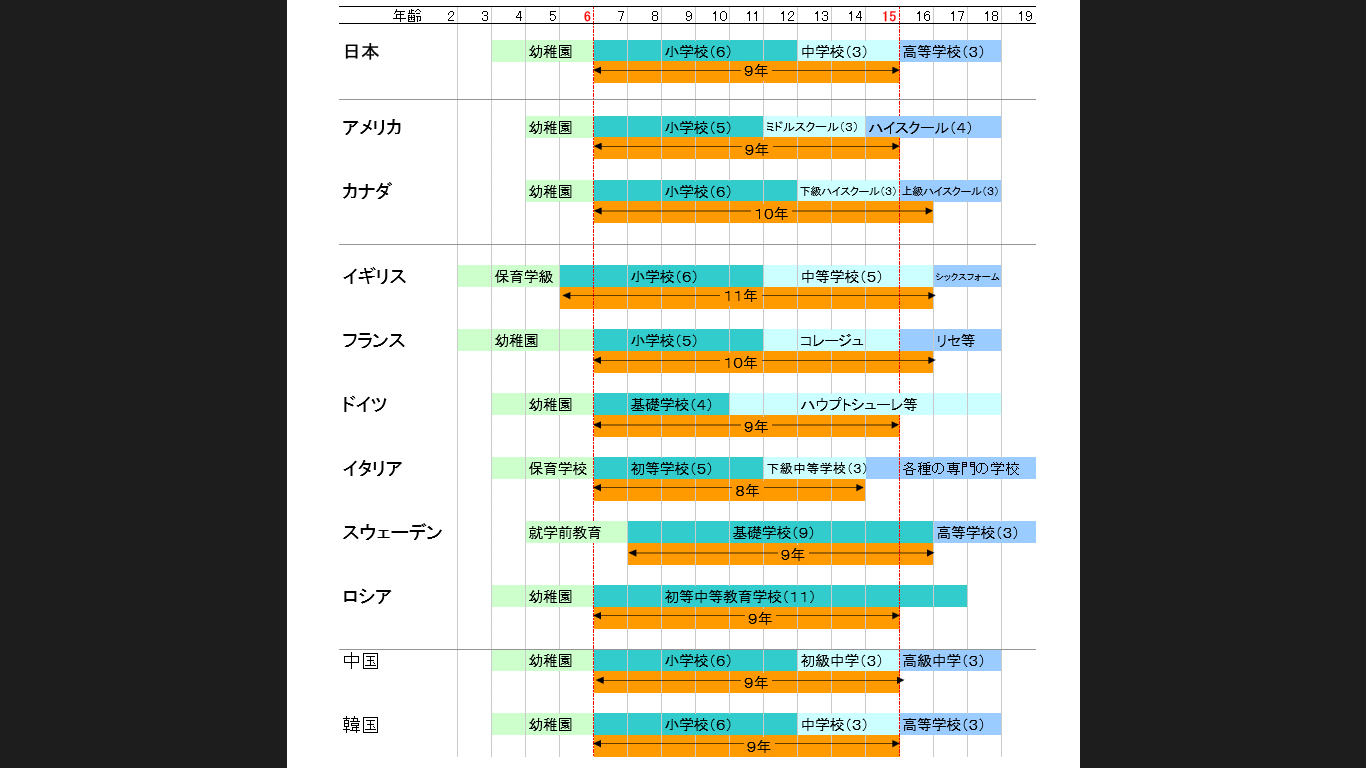 年齢 2 3 4 5 6 7 8 9 10 11 12 13 14 15 16 17 18 19
日本 幼稚園 小学校(6) 中学校(3) 高等学校(3)
9年
アメリカ 幼稚園 小学校(5) ミドルスクール(3) ハイスクール(4)
9年
カナダ 幼稚園 小学校(6) 下級ハイスクール(3) 上級ハイスクール(3)
10年
イギリス 保育学級 小学校(6) 中等学校(5) シックスフォーム
11年
フランス 幼稚園 小学校(5) コレージュ リセ等
10年
ドイツ 幼稚園 基礎学校(4) ハウプトシューレ等
9年
イタリア 保育学校 初等学校(5) 下級中等学校(3) 各種の専門の学校
8年
スウェーデン 就学前教育 基礎学校(9) 高等学校(3)
9年
ロシア 幼稚園 初等中等教育学校(11)
9年
中国 幼稚園 小学校(6) 初級中学(3) 高級中学(3)
9年
韓国 幼稚園 小学校(6) 中学校(3) 高等学校(3)
9年